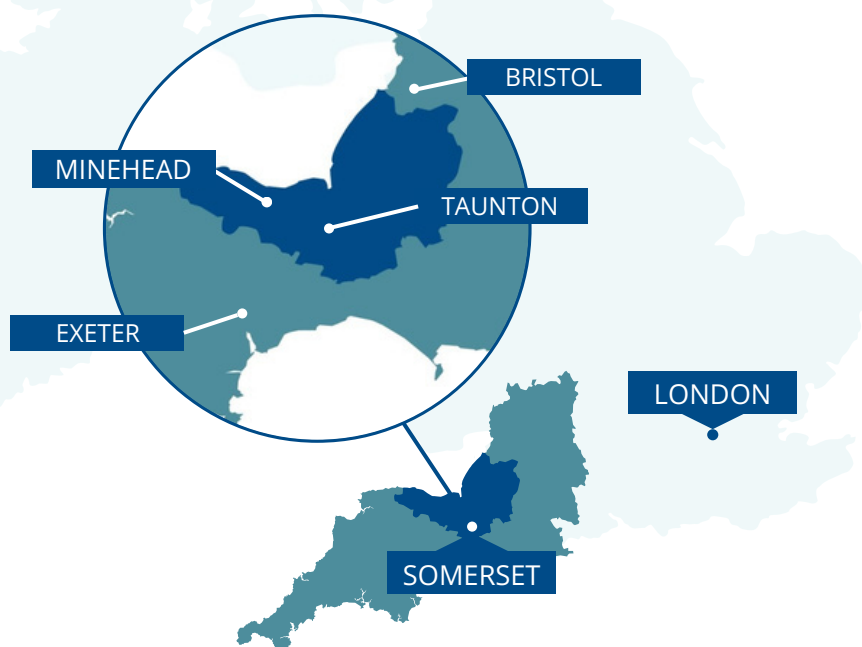 BRISTOL
MINEHEAD
TAUNTON
EXETER
LONDON
SOMERSET